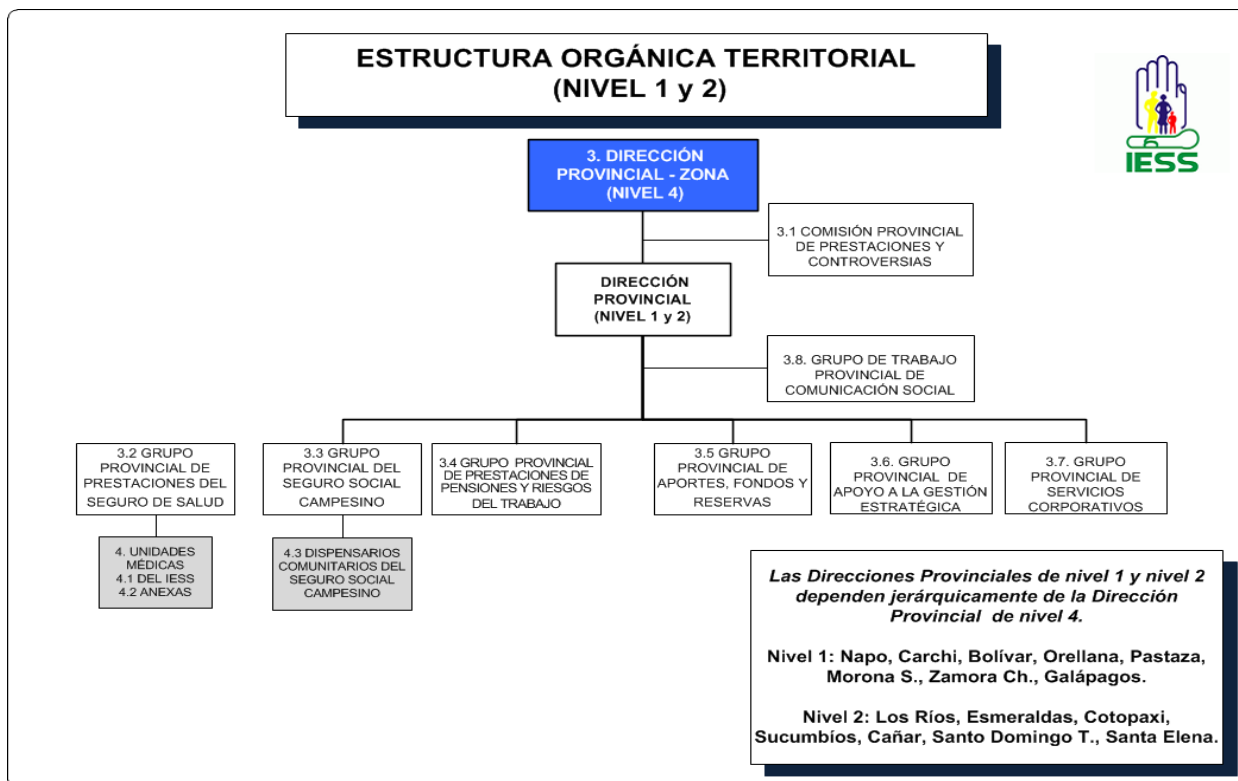 ESTRUCTURA ORGÁNICA TERRITORIAL
(NIVEL 1 y 2)
IESS
3. DIRECCIÓN
PROVINCIAL - ZONA
(NIVEL 4)
3.1 COMISIÓN PROVINCIAL
DE PRESTACIONES Y
CONTROVERSIAS
DIRECCIÓN
PROVINCIAL
(NIVEL 1 y 2)
3.8. GRUPO DE TRABAJO
PROVINCIAL DE
COMUNICACIÓN SOCIAL
3.2 GRUPO
PROVINCIAL DE
PRESTACIONES DEL
SEGURO DE SALUD
3.3 GRUPO
PROVINCIAL DEL
SEGURO SOCIAL
CAMPESINO
3.4 GRUPO PROVINCIAL
DE PRESTACIONES DE
PENSIONES Y RIESGOS
DEL TRABAJO
3.5 GRUPO
PROVINCIAL DE
APORTES, FONDOS Y
RESERVAS
3.6. GRUPO
PROVINCIAL DE
APOYO A LA GESTIÓN
ESTRATÉGICA
3.7. GRUPO
PROVINCIAL DE
SERVICIOS
CORPORATIVOS
4. UNIDADES
MÉDICAS
4.1 DEL IESS
4.2 ANEXAS
4.3 DISPENSARIOS
COMUNITARIOS DEL
SEGURO SOCIAL
CAMPESINO
Las Direcciones Provinciales de nivel 1 y nivel 2
dependen jerárquicamente de la Dirección
Provincial de nivel 4.
Nivel 1: Napo, Carchi, Bolívar, Orellana, Pastaza,
Morona S., Zamora Ch., Galápagos.
Nivel 2: Los Ríos, Esmeraldas, Cotopaxi,
Sucumbíos, Cañar, Santo Domingo T., Santa Elena.